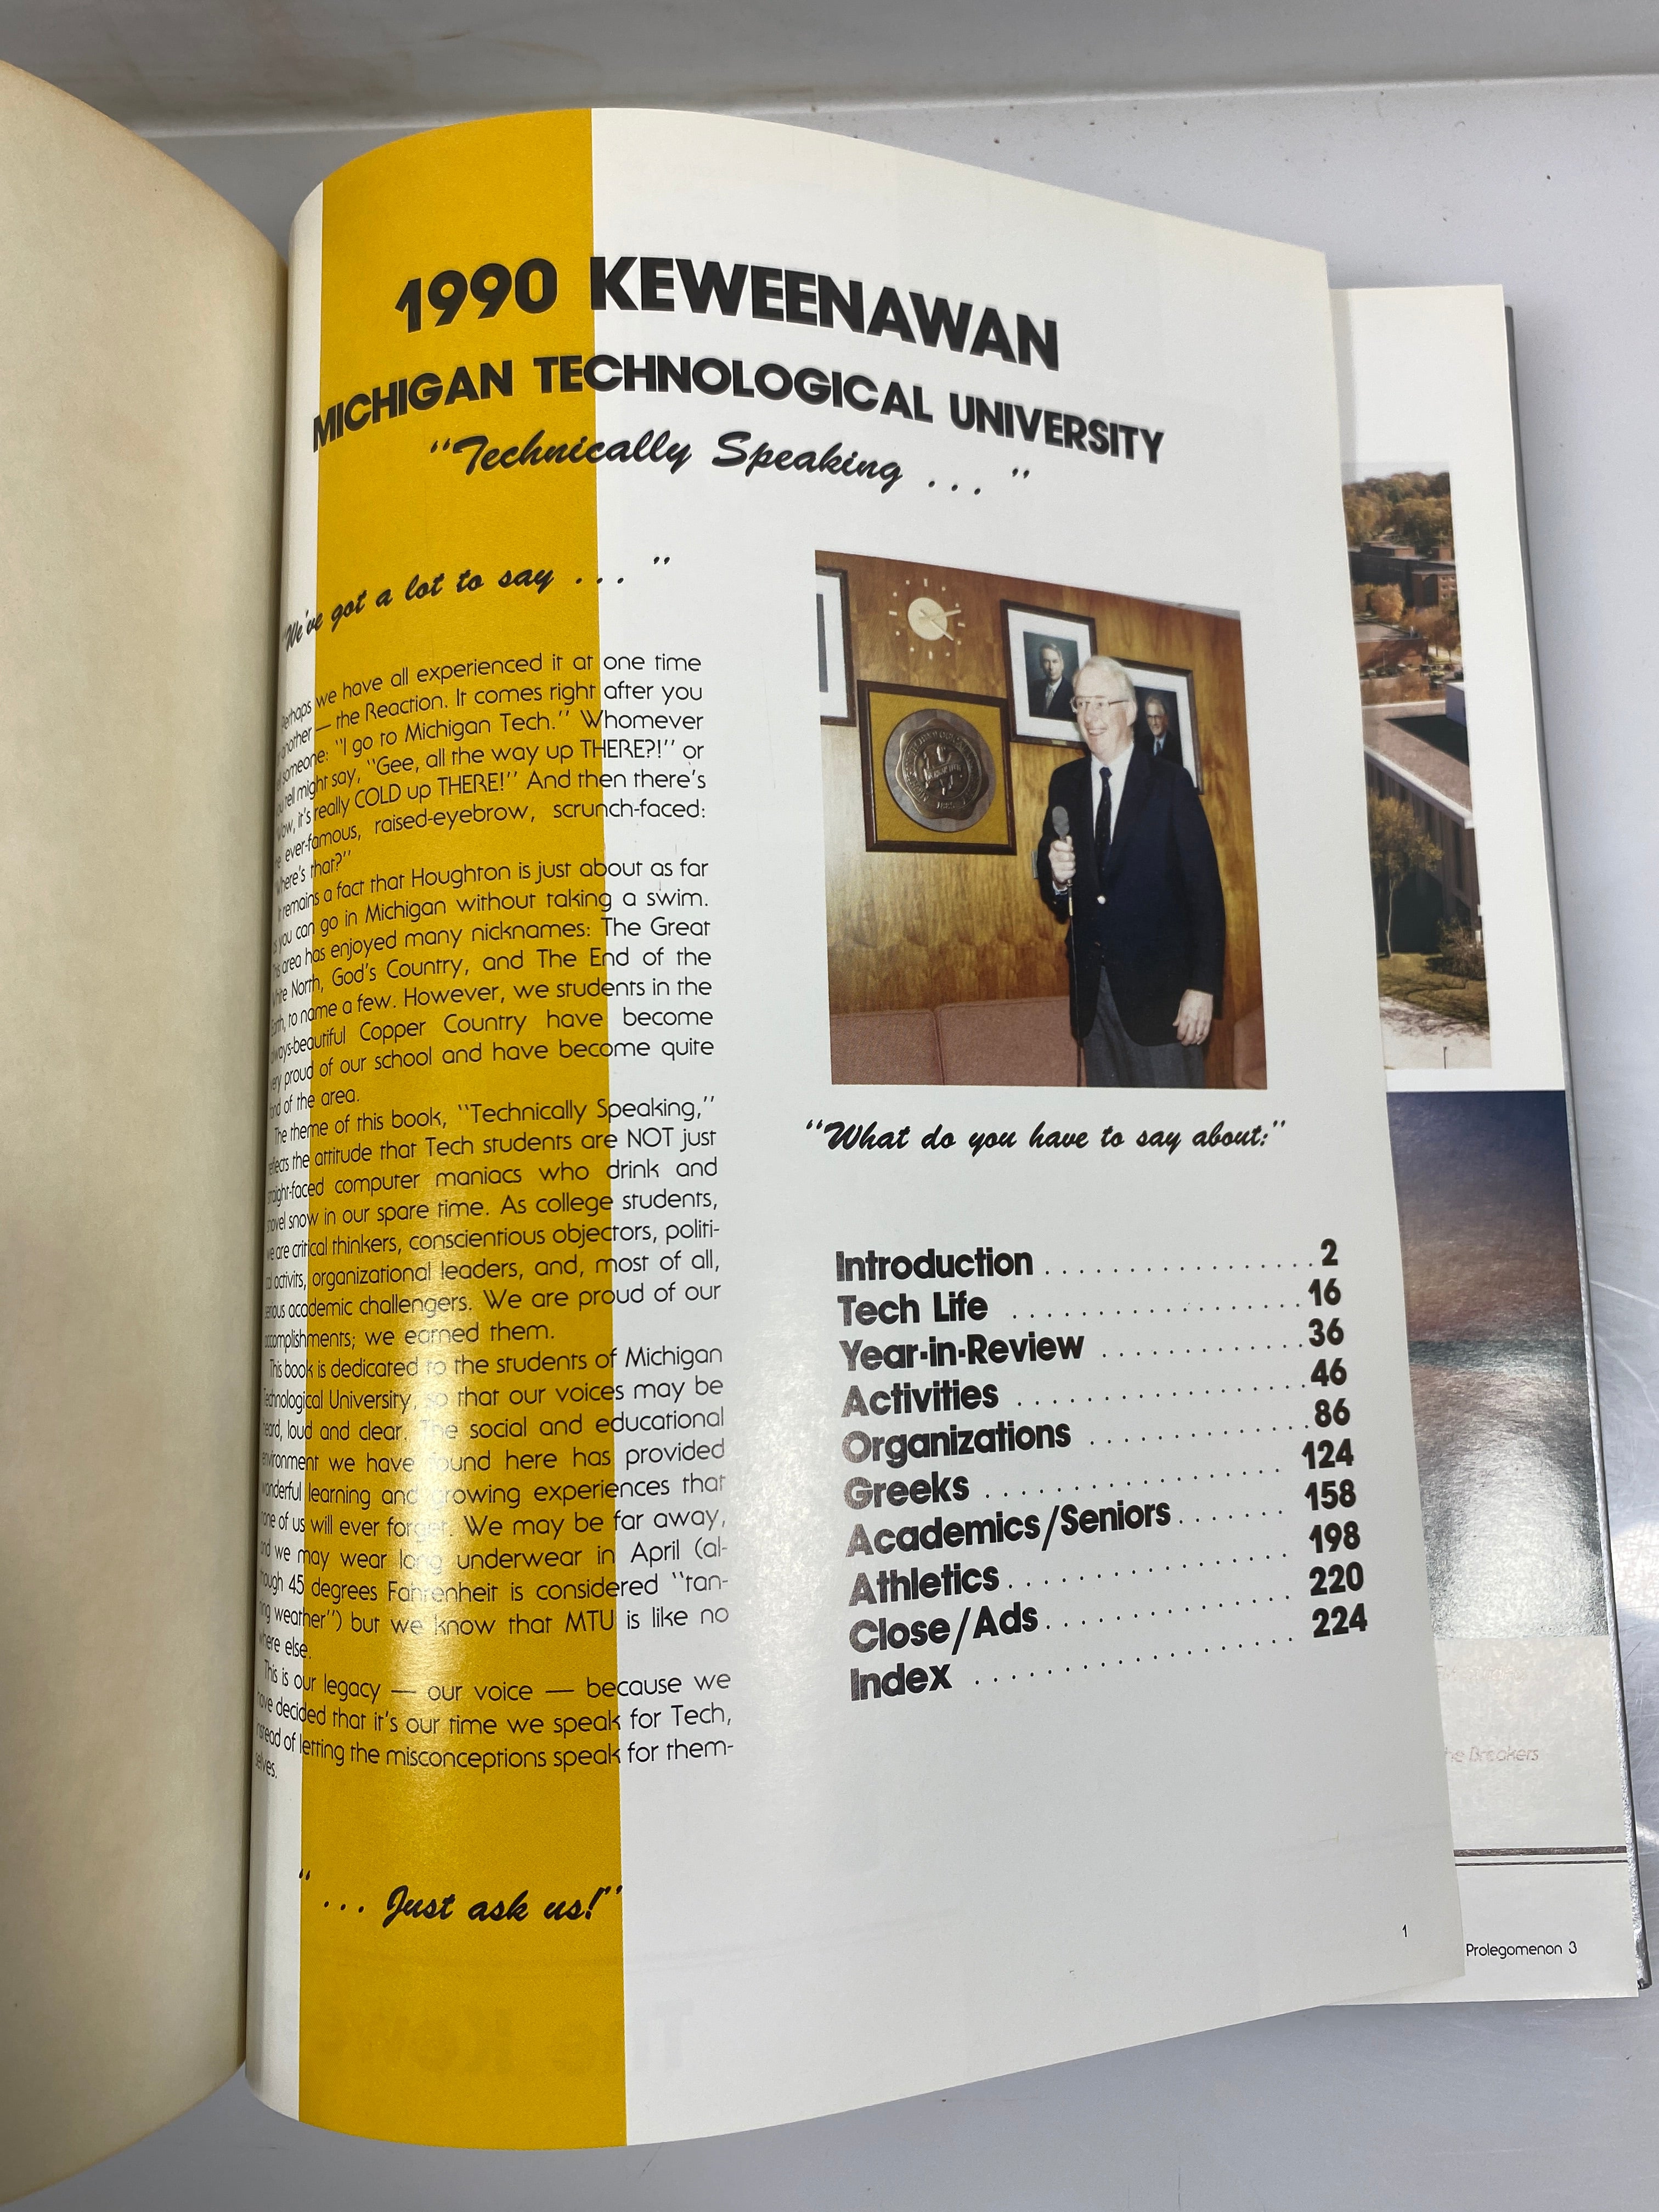 1990 KEWEENAWAN
MICHIGAN TECHNOLOGICAL UNIVERSITY
“Technically Speaking . . . ”
“We've got a lot to say . . . ”
Perhaps we have all experienced it at one time
or another — the Reaction. It comes right after you
tell someone: “I go to Michigan Tech.” Whomever
you tell might say, “Gee, all the way up THERE?!” or
“Wow, it's really COLD up THERE!” And then there's
the ever-famous, raised-eyebrow, scrunch-faced:
“Where's that?”
It remains a fact that Houghton is just about as far
as you can go in Michigan without taking a swim.
This area has enjoyed many nicknames: The Great
White North, God's Country, and The End of the
Earth, to name a few. However, we students in the
always-beautiful Copper Country have become
very proud of our school and have become quite
fond of the area.
The theme of this book, “Technically Speaking,”
reflects the attitude that Tech students are NOT just
straight-faced computer maniacs who drink and
shovel snow in our spare time. As college students,
we are critical thinkers, conscientious objectors, politi-
cal activits, organizational leaders, and, most of all,
serious academic challengers. We are proud of our
accomplishments; we earned them.
This book is dedicated to the students of Michigan
Technological University, so that our voices may be
heard, loud and clear. The social and educational
environment we have found here has provided
wonderful learning and growing experiences that
none of us will ever forget. We may be far away,
and we may wear long underwear in April (al-
though 45 degrees Fahrenheit is considered “tan-
ning weather”) but we know that MTU is like no
where else.
This is our legacy — our voice — because we
have decided that it's our time we speak for Tech,
instead of letting the misconceptions speak for them-
selves.
“ . . . Just ask us!”
“What do you have to say about:”
Introduction . . . . . . . . . . . . . . . . . 2
Tech Life . . . . . . . . . . . . . . . . . . 16
Year-in-Review . . . . . . . . . . . . . 36
Activities . . . . . . . . . . . . . . . . . . 46
Organizations . . . . . . . . . . . . . . 86
Greeks . . . . . . . . . . . . . . . . . . 124
Academics/Seniors . . . . . . . 158
Athletics . . . . . . . . . . . . . . . . . 198
Close/Ads . . . . . . . . . . . . . . . 220
Index . . . . . . . . . . . . . . . . . . . 224
1
Breakers
Prolegomenon 3